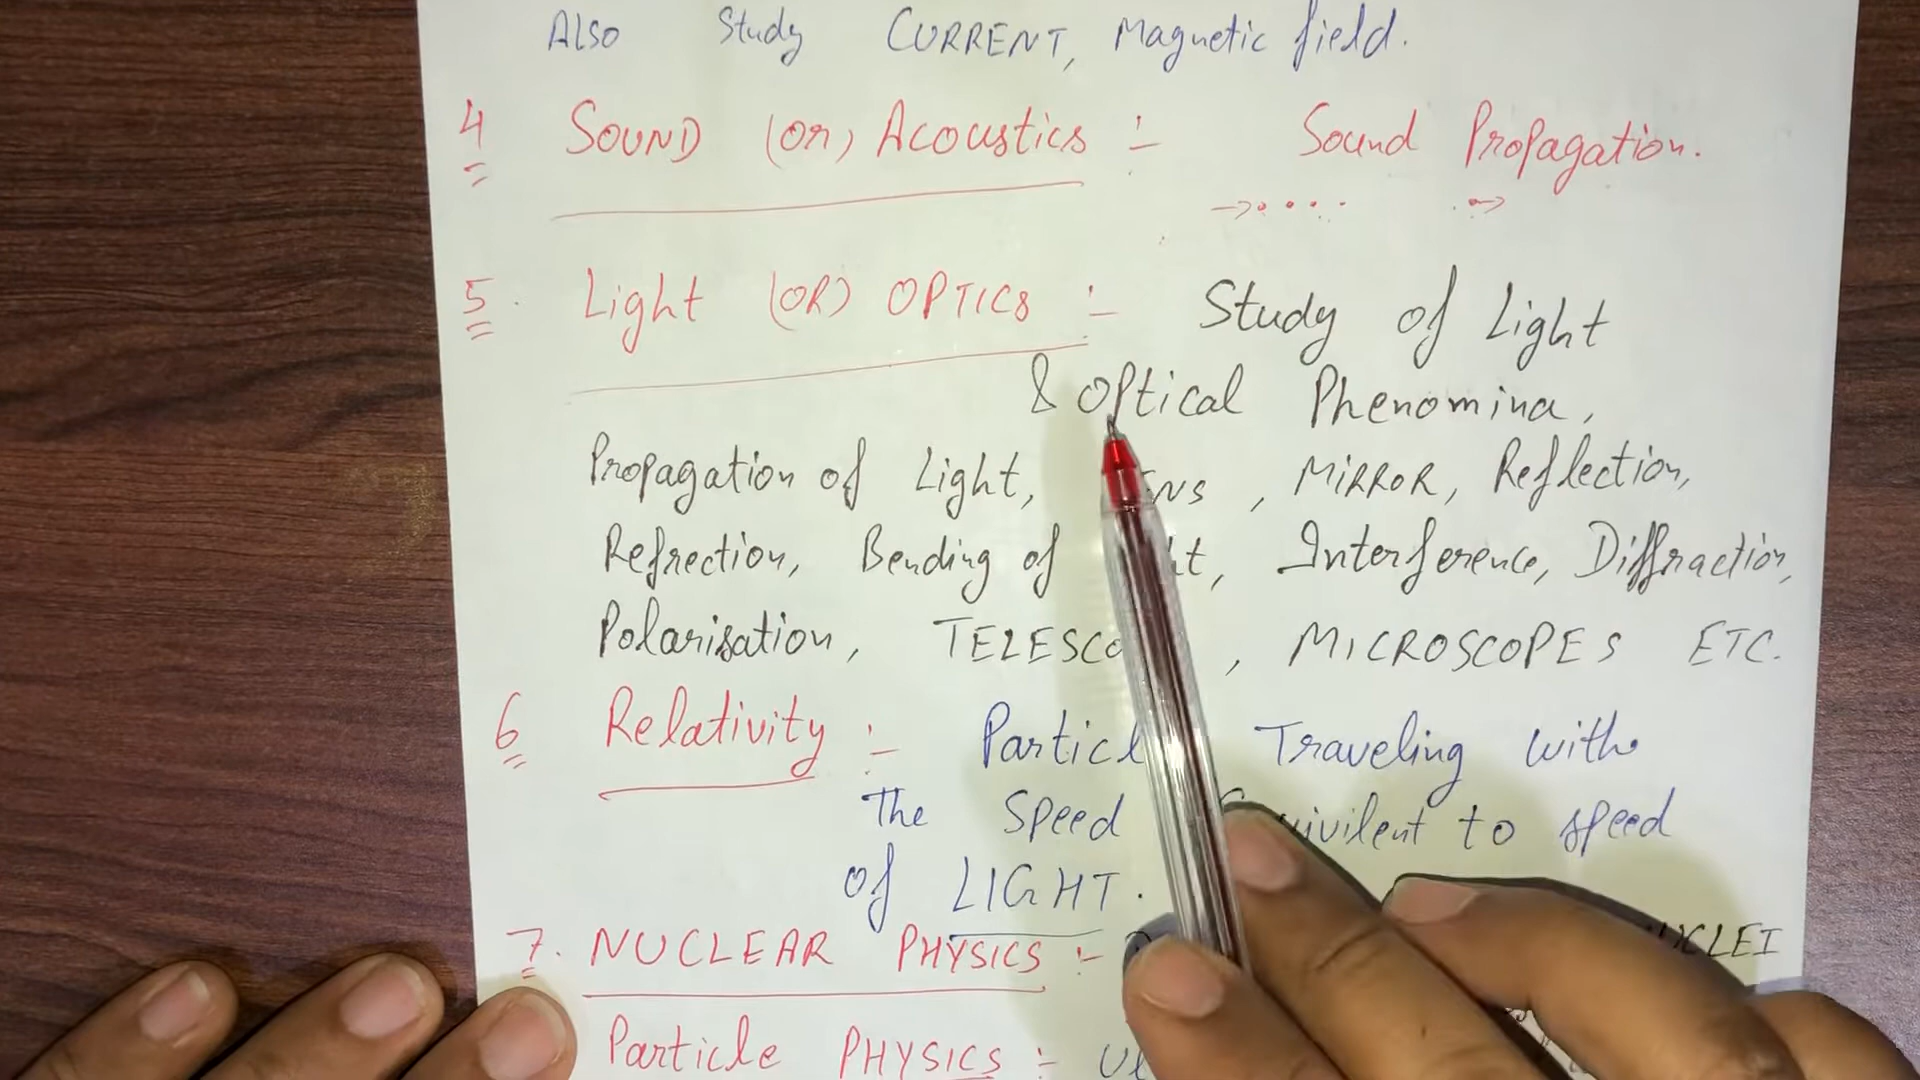 Also Study CURRENT, Magnetic field.
4 SOUND (or) Acoustics :- Sound Propagation.
5. Light (OR) OPTICS :- Study of Light
& Optical Phenomina,
Propagation of Light, MIRROR, Reflection,
Refrection, Bending of Interference, Diffraction,
Polarisation, MICROSCOPES ETC.
6 Relativity :- Traveling with
The Speed to speed
of LIGHT.
7. NUCLEAR PHYSICS :-
Particle PHYSICS :-